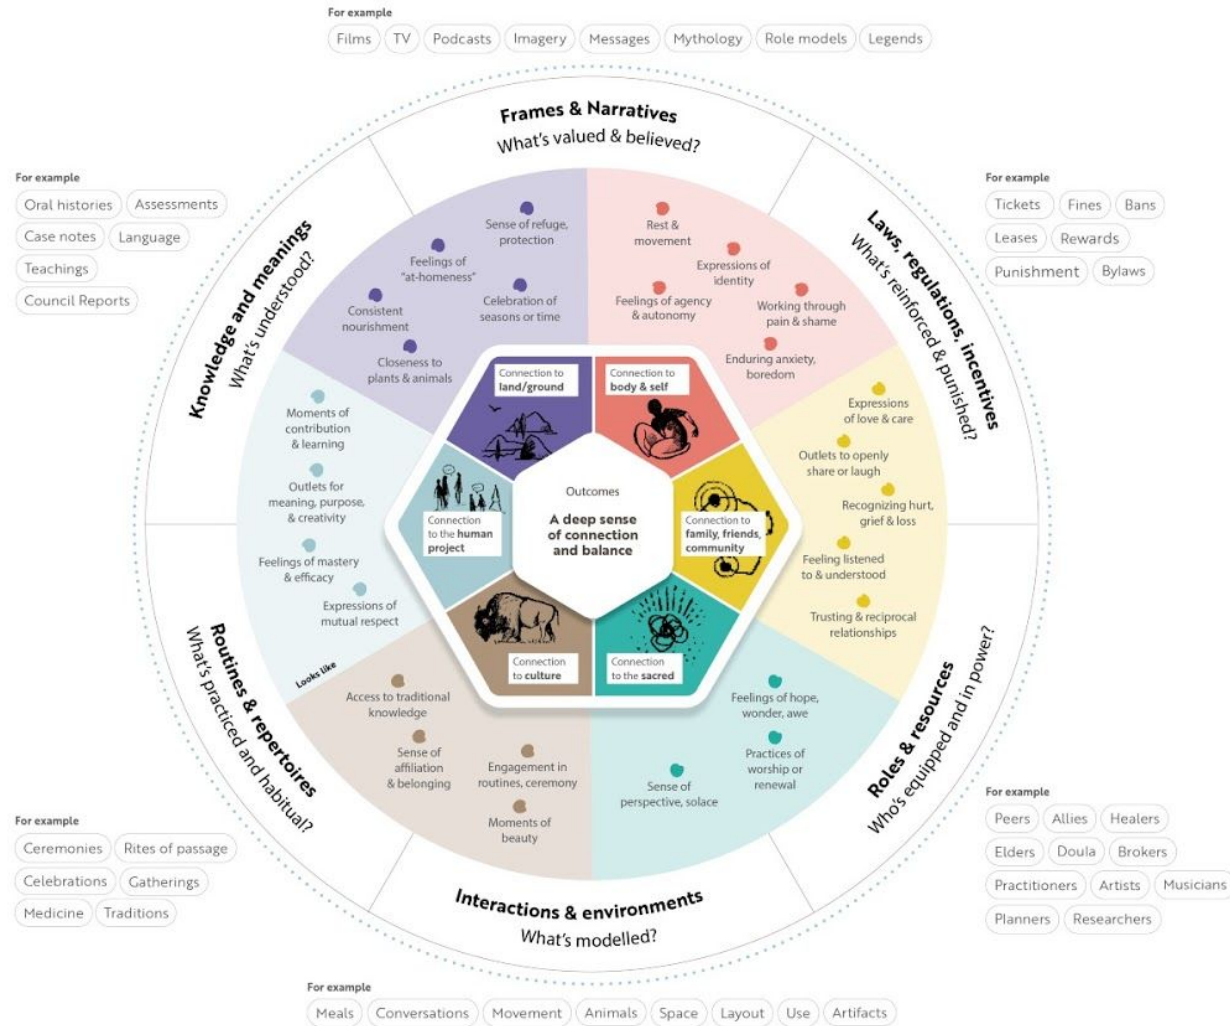 For example
Films
TV
Podcasts
Imagery
Messages
Mythology
Role models
Legends
Frames & Narratives
What's valued & believed?
For example
Oral histories
Assessments
Case notes
Language
Teachings
Council Reports
Knowledge and meanings
What's understood?
For example
Tickets
Fines
Bans
Leases
Rewards
Punishment
Bylaws
Laws, regulations, incentives
What's reinforced & punished?
Sense of refuge,
protection
Feelings of
"at-homeness"
Celebration of
seasons or time
Consistent
nourishment
Closeness to
plants & animals
Rest &
movement
Expressions of
identity
Feelings of agency
& autonomy
Working through
pain & shame
Enduring anxiety,
boredom
Moments of
contribution
& learning
Outlets for
meaning, purpose,
& creativity
Feelings of mastery
& efficacy
Expressions of
mutual respect
Looks like
Connection to
land/ground
Connection to
body & self
Connection
to the human
project
Outcomes
A deep sense
of connection
and balance
Connection to
family, friends,
community
Connection
to culture
Connection
to the sacred
Expressions
of love & care
Outlets to openly
share or laugh
Recognizing hurt,
grief & loss
Feeling listened
to & understood
Trusting & reciprocal
relationships
Access to traditional
knowledge
Sense of
affiliation
& belonging
Engagement in
routines, ceremony
Moments of
beauty
Feelings of hope,
wonder, awe
Practices of
worship or
renewal
Sense of
perspective, solace
Routines & repertoires
What's practiced and habitual?
For example
Ceremonies
Rites of passage
Celebrations
Gatherings
Medicine
Traditions
Roles & resources
Who's equipped and in power?
For example
Peers
Allies
Healers
Elders
Doula
Brokers
Practitioners
Artists
Musicians
Planners
Researchers
Interactions & environments
What's modelled?
For example
Meals
Conversations
Movement
Animals
Space
Layout
Use
Artifacts